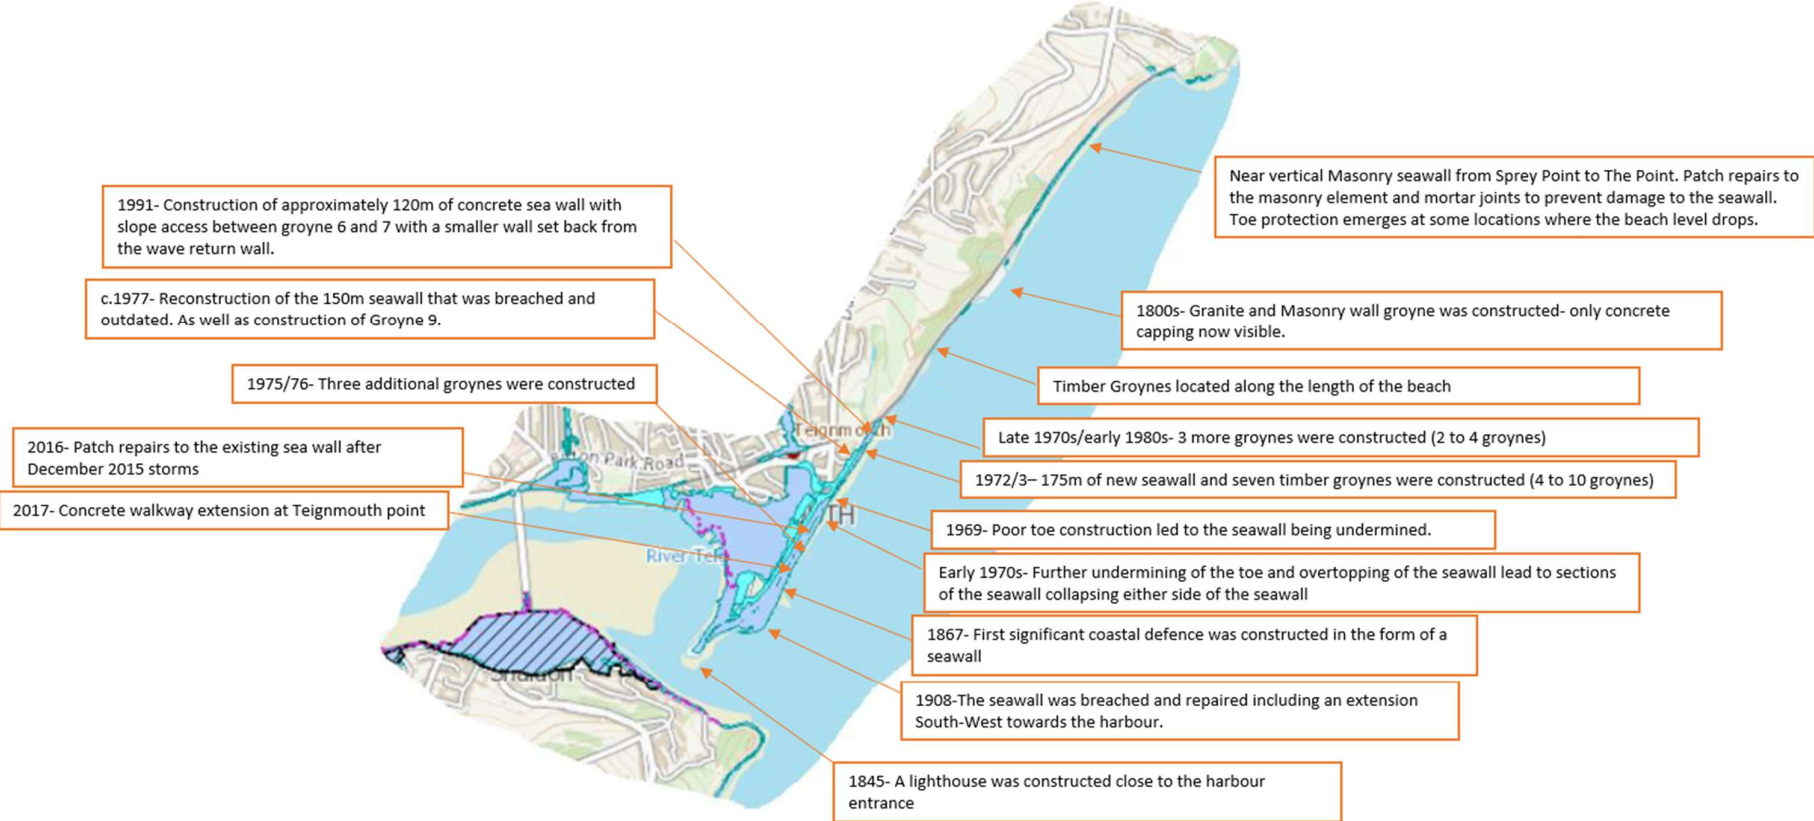 1991- Construction of approximately 120m of concrete sea wall with
slope access between groyne 6 and 7 with a smaller wall set back from
the wave return wall.
c.1977- Reconstruction of the 150m seawall that was breached and
outdated. As well as construction of Groyne 9.
1975/76- Three additional groynes were constructed
2016- Patch repairs to the existing sea wall after
December 2015 storms
2017- Concrete walkway extension at Teignmouth point
Near vertical Masonry seawall from Sprey Point to The Point. Patch repairs to
the masonry element and mortar joints to prevent damage to the seawall.
Toe protection emerges at some locations where the beach level drops.
1800s- Granite and Masonry wall groyne was constructed- only concrete
capping now visible.
Timber Groynes located along the length of the beach
Late 1970s/early 1980s- 3 more groynes were constructed (2 to 4 groynes)
1972/3– 175m of new seawall and seven timber groynes were constructed (4 to 10 groynes)
1969- Poor toe construction led to the seawall being undermined.
Early 1970s- Further undermining of the toe and overtopping of the seawall lead to sections
of the seawall collapsing either side of the seawall
1867- First significant coastal defence was constructed in the form of a
seawall
1908-The seawall was breached and repaired including an extension
South-West towards the harbour.
1845- A lighthouse was constructed close to the harbour
entrance
Teignmouth
Park Road
TH
River
Shaldon